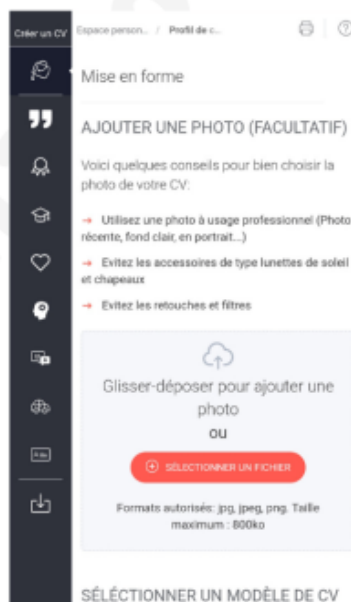 Créer un CV
Espace person... / Profil de c...
Mise en forme
AJOUTER UNE PHOTO (FACULTATIF)
Voici quelques conseils pour bien choisir la
photo de votre CV:
→ Utilisez une photo à usage professionnel (Photo
récente, fond clair, en portrait...)
→ Evitez les accessoires de type lunettes de soleil
et chapeaux
→ Evitez les retouches et filtres
Glisser-déposer pour ajouter une
photo
ou
SELECTIONNER UN FICHIER
Formats autorisés: jpg, jpeg, png. Taille
maximum : 800ko
SÉLÉCTIONNER UN MODÈLE DE CV